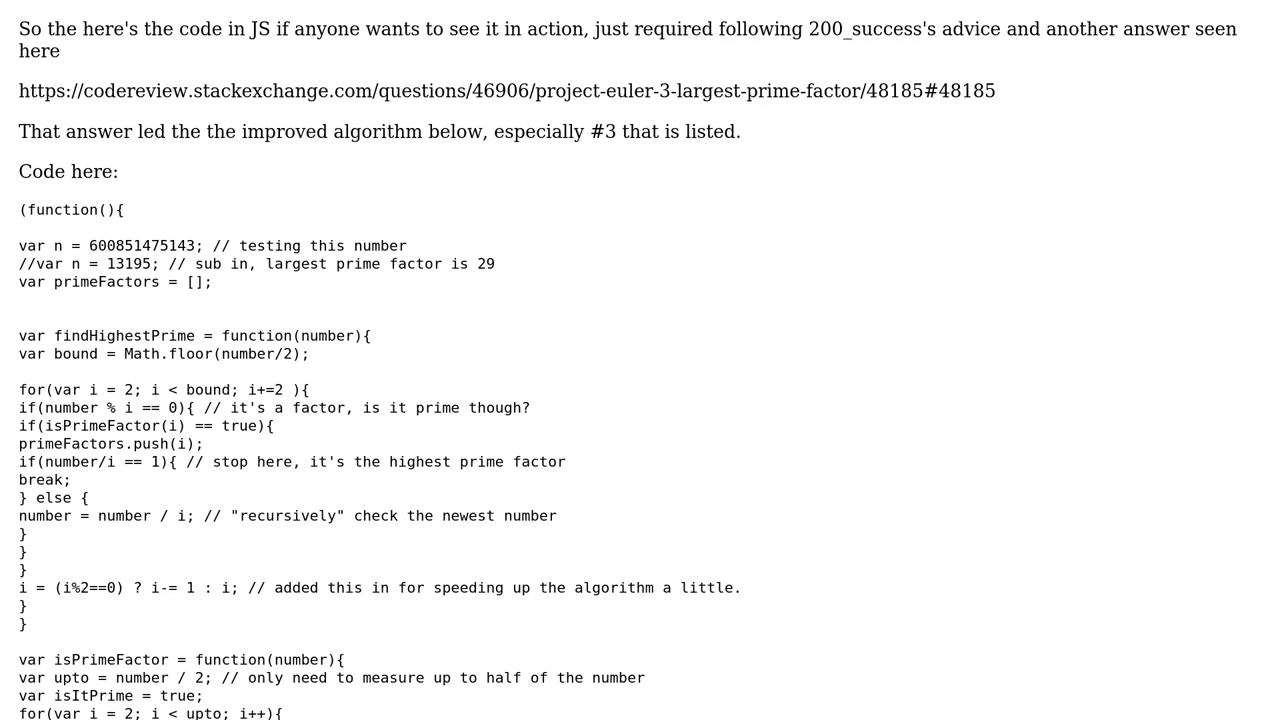 So the here's the code in JS if anyone wants to see it in action, just required following 200_success's advice and another answer seen
here
https://codereview.stackexchange.com/questions/46906/project-euler-3-largest-prime-factor/48185#48185
That answer led the the improved algorithm below, especially #3 that is listed.
Code here:
(function(){
var n = 600851475143; // testing this number
//var n = 13195; // sub in, largest prime factor is 29
var primeFactors = [];
var findHighestPrime = function(number){
var bound = Math.floor(number/2);
for(var i = 2; i < bound; i+=2 ){
if(number % i == 0){ // it's a factor, is it prime though?
if(isPrimeFactor(i) == true){
primeFactors.push(i);
if(number/i == 1){ // stop here, it's the highest prime factor
break;
} else {
number = number / i; // "recursively" check the newest number
}
}
}
i = (i%2==0) ? i-= 1 : i; // added this in for speeding up the algorithm a little.
}
}
var isPrimeFactor = function(number){
var upto = number / 2; // only need to measure up to half of the number
var isItPrime = true;
for(var i = 2; i < upto; i++){